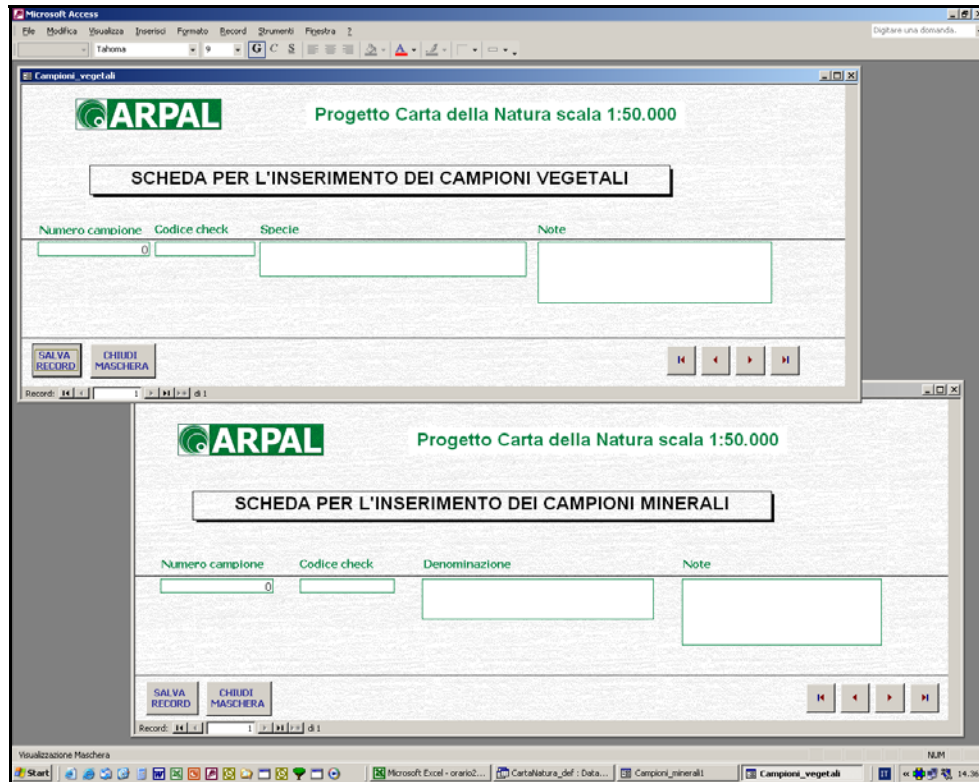 Microsoft Access
File Modifica Visualizza Inserisci Formato Record Strumenti Finestra ?
Digitare una domanda.
Tahoma 9 G C S A
Campioni_vegetali
ARPAL Progetto Carta della Natura scala 1:50.000
SCHEDA PER L'INSERIMENTO DEI CAMPIONI VEGETALI
Numero campione Codice check Specie Note
0
SALVA RECORD
CHIUDI MASCHERA
Record: 1 di 1
ARPAL Progetto Carta della Natura scala 1:50.000
SCHEDA PER L'INSERIMENTO DEI CAMPIONI MINERALI
Numero campione Codice check Denominazione Note
0
SALVA RECORD
CHIUDI MASCHERA
Record: 1 di 1
Visualizzazione Maschera NUM
Start Microsoft Excel - orario2... CartaNatura_def : Data... Campioni_minerali Campioni_vegetali IT